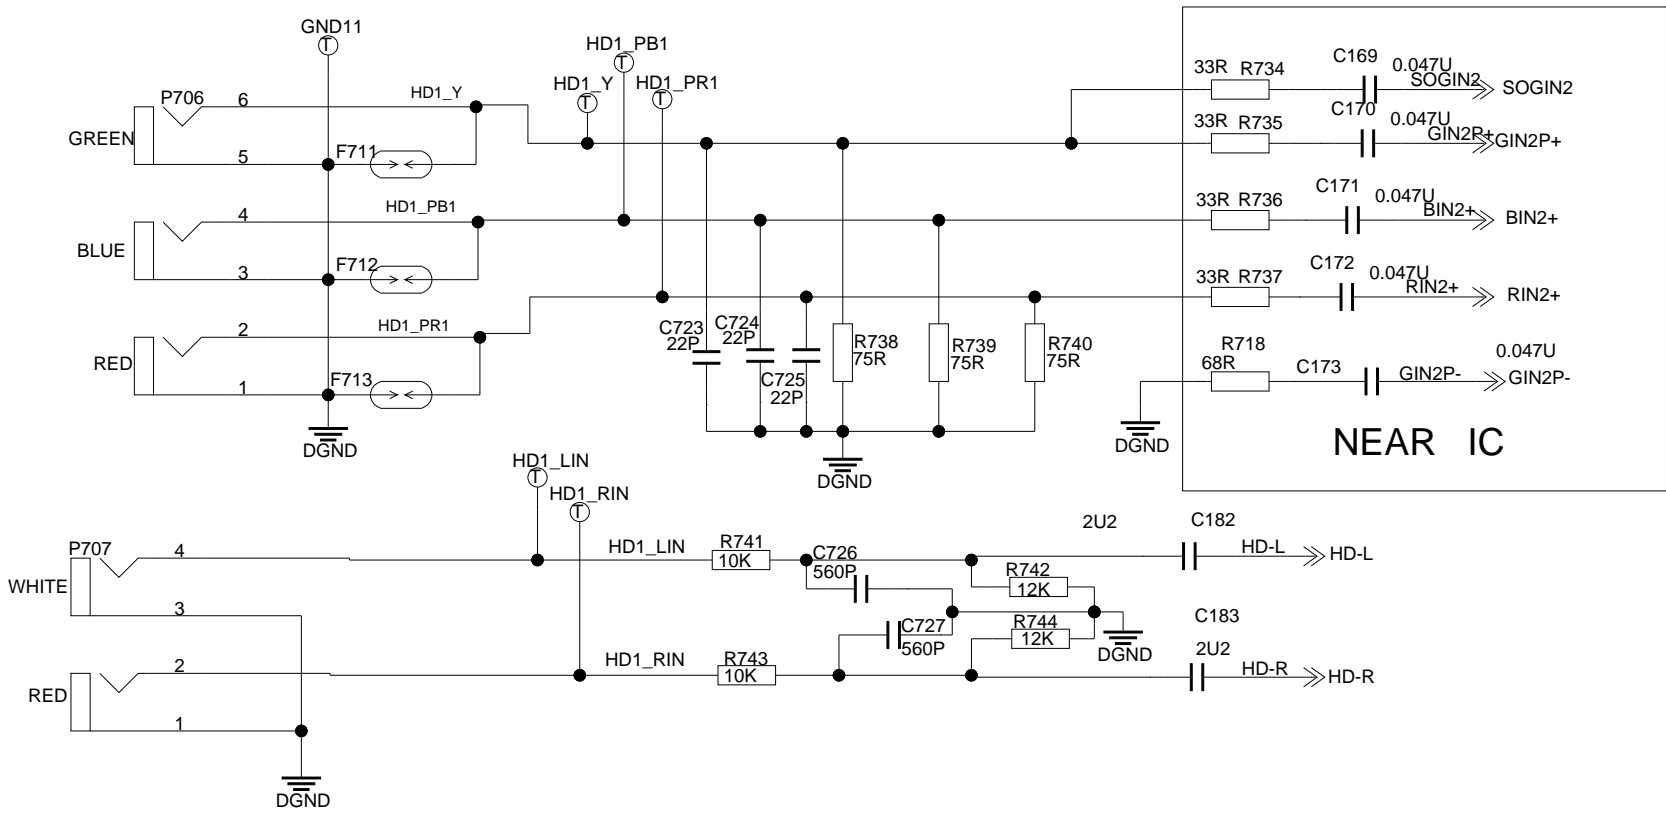 GND11
T
HD1_PB1
T
HD1_Y
T
HD1_PR1
T
P706
6
HD1_Y
GREEN
5
F711
4
HD1_PB1
BLUE
3
F712
2
HD1_PR1
RED
1
F713
DGND
C723
22P
C724
22P
C725
22P
R738
75R
R739
75R
R740
75R
DGND
33R R734
C169
0.047U
SOGIN2
SOGIN2
33R R735
C170
0.047U
GIN2P+
GIN2P+
33R R736
C171
0.047U
BIN2+
BIN2+
33R R737
C172
0.047U
RIN2+
RIN2+
R718
68R
C173
GIN2P-
0.047U
GIN2P-
DGND
NEAR IC
HD1_LIN
T
HD1_RIN
T
P707
4
WHITE
3
2
RED
1
DGND
HD1_LIN
R741
10K
C726
560P
R742
12K
2U2
C182
HD-L
HD-L
C727
560P
R744
12K
DGND
HD1_RIN
R743
10K
C183
2U2
HD-R
HD-R